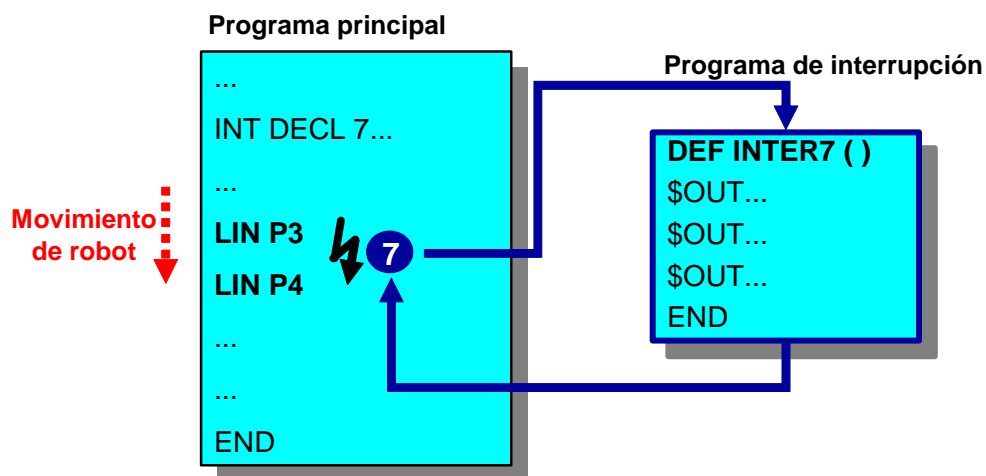 Programa principal
...
INT DECL 7...
...
LIN P3
LIN P4
...
...
END
Movimiento
de robot
7
Programa de interrupción
DEF INTER7 ( )
$OUT...
$OUT...
$OUT...
END